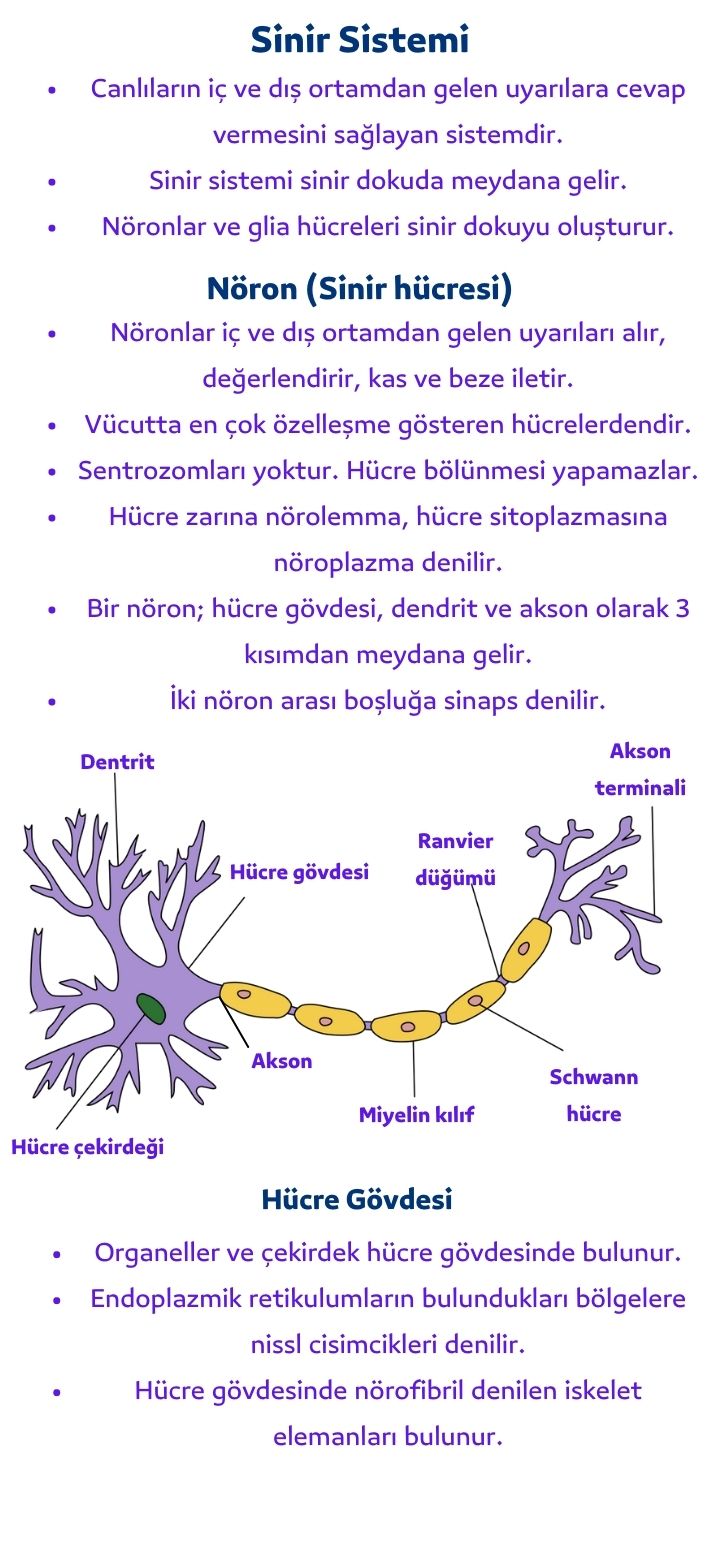 Sinir Sistemi
• Canlıların iç ve dış ortamdan gelen uyarılara cevap
vermesini sağlayan sistemdir.
• Sinir sistemi sinir dokuda meydana gelir.
• Nöronlar ve glia hücreleri sinir dokuyu oluşturur.
Nöron (Sinir hücresi)
• Nöronlar iç ve dış ortamdan gelen uyarıları alır,
değerlendirir, kas ve beze iletir.
• Vücutta en çok özelleşme gösteren hücrelerdendir.
• Sentrozomları yoktur. Hücre bölünmesi yapamazlar.
• Hücre zarına nörolemma, hücre sitoplazmasına
nöroplazma denilir.
• Bir nöron; hücre gövdesi, dendrit ve akson olarak 3
kısımdan meydana gelir.
• İki nöron arası boşluğa sinaps denilir.
Dentrit
Akson
terminali
Ranvier
düğümü
Hücre gövdesi
Akson
Schwann
hücre
Miyelin kılıf
Hücre çekirdeği
Hücre Gövdesi
• Organeller ve çekirdek hücre gövdesinde bulunur.
• Endoplazmik retikulumların bulundukları bölgelere
nissl cisimcikleri denilir.
• Hücre gövdesinde nörofibril denilen iskelet
elemanları bulunur.